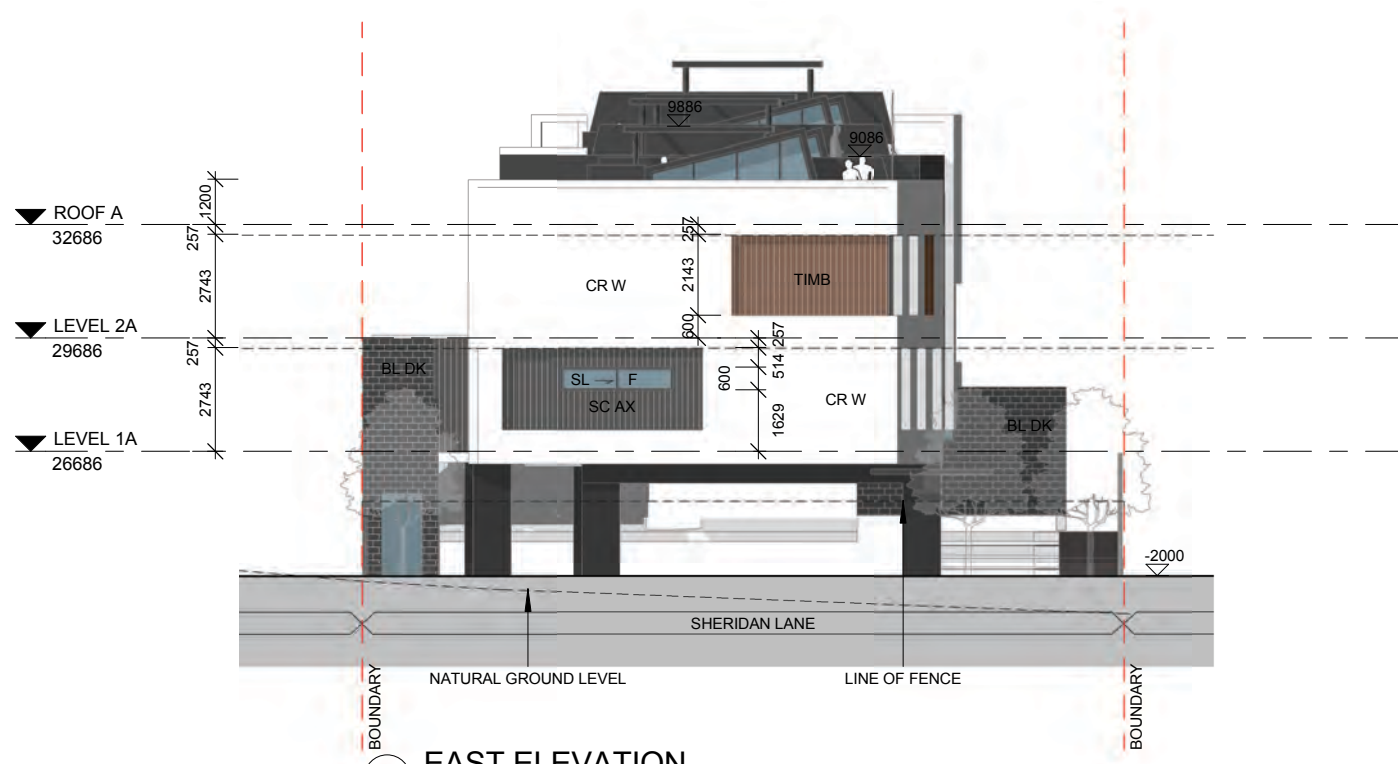 9886
9086
1200
ROOF A
32686
257
257
2743
2143
CR W
TIMB
600
LEVEL 2A
29686
257
257
BL DK
514
600
SL
F
SC AX
CR W
2743
1629
BL DK
LEVEL 1A
26686
-2000
SHERIDAN LANE
NATURAL GROUND LEVEL
LINE OF FENCE
BOUNDARY
BOUNDARY
EAST ELEVATION